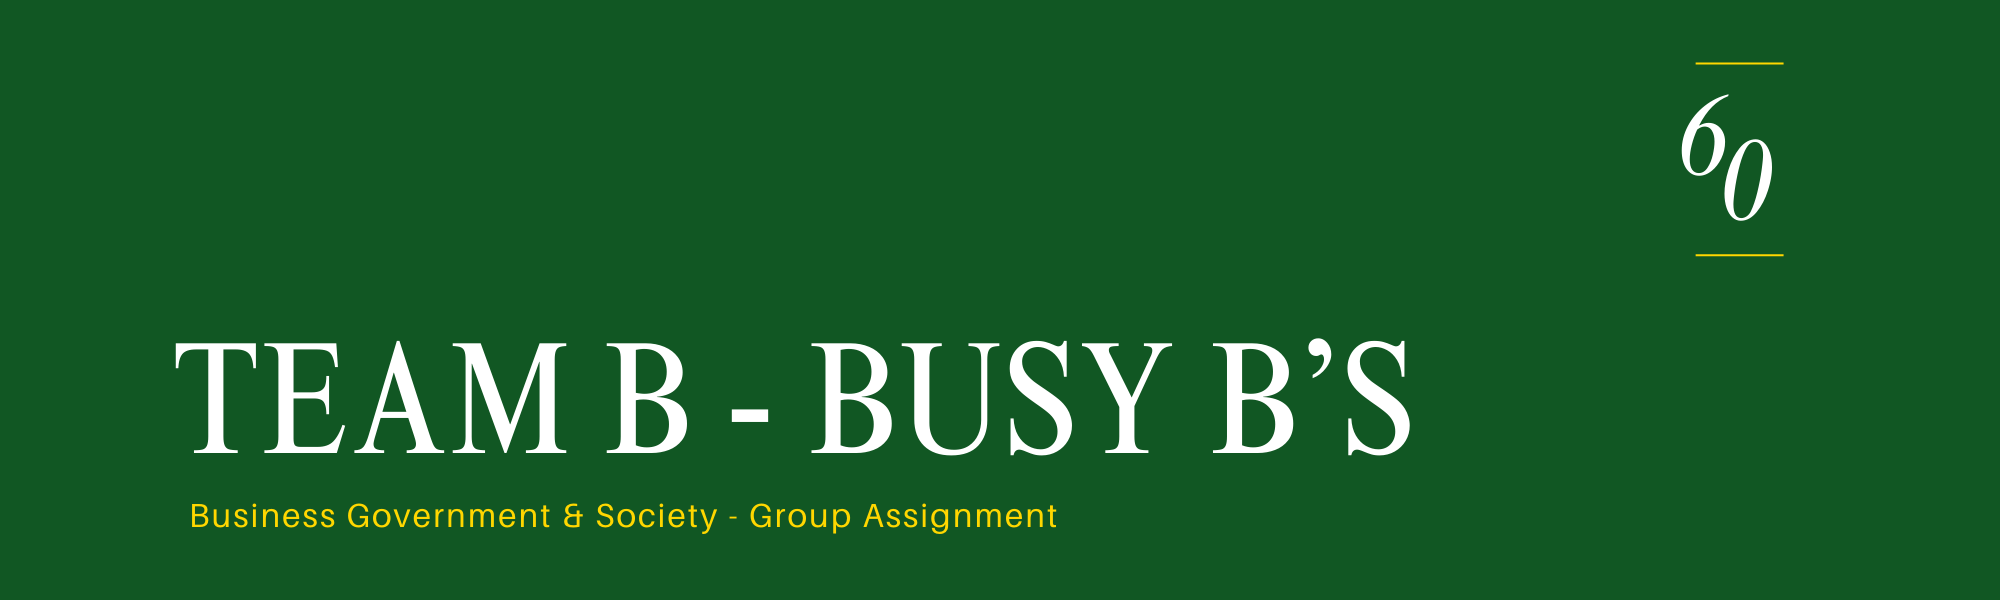 60
TEAM B - BUSY B’S
Business Government & Society - Group Assignment